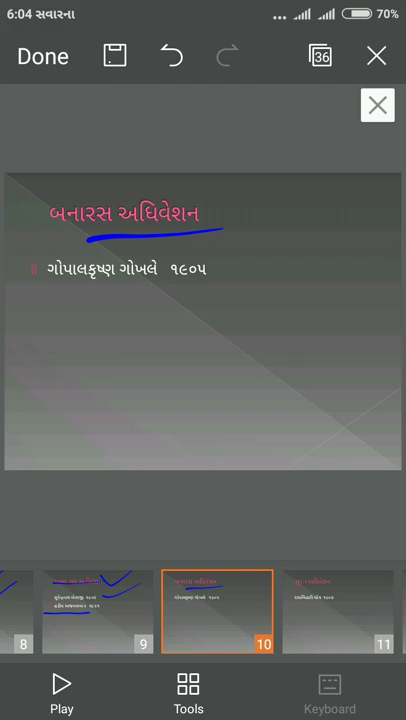 6:04 સવારના 70%
Done 36
બનારસ અધિવેશન
ગોપાલકૃષ્ણ ગોખલે ૧૯૦૫
8 9 10 11
Play Tools Keyboard